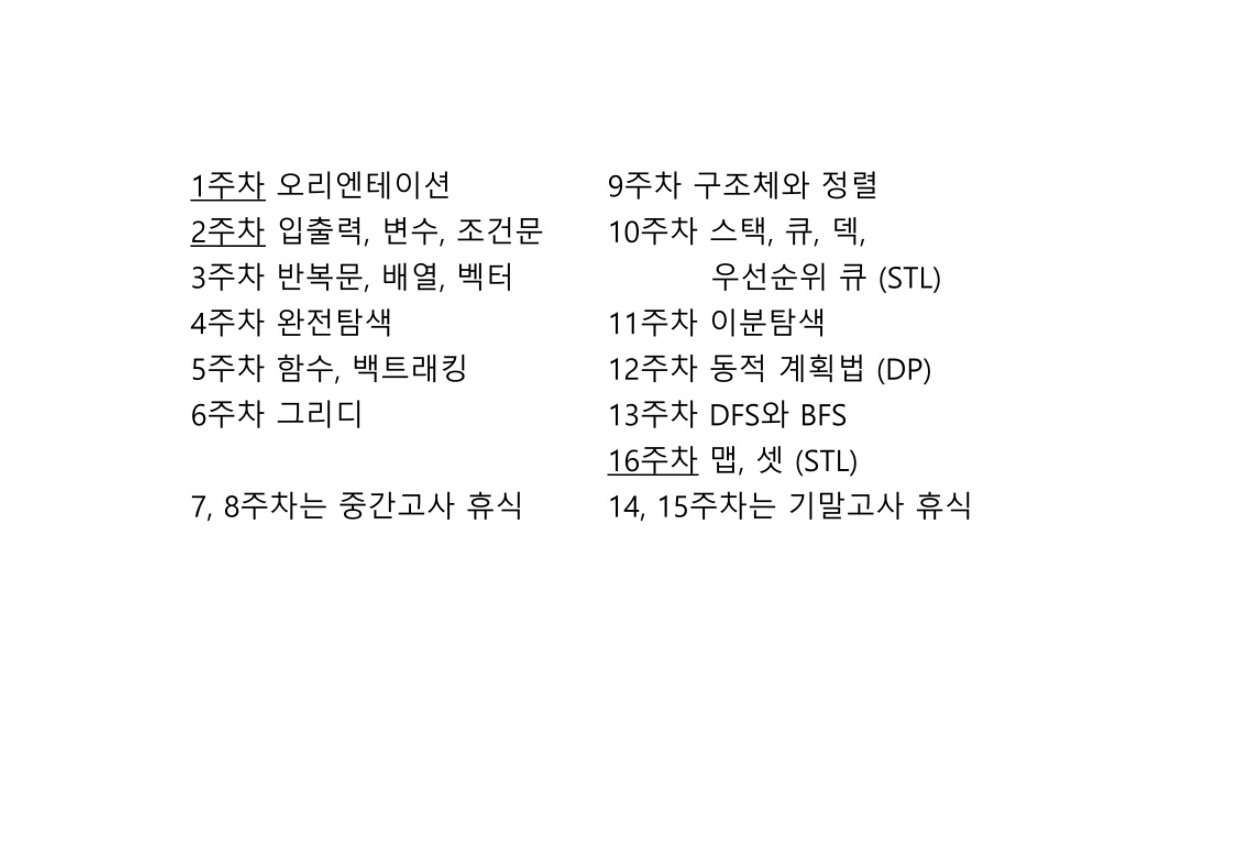 1주차 오리엔테이션
2주차 입출력, 변수, 조건문
3주차 반복문, 배열, 벡터
4주차 완전탐색
5주차 함수, 백트래킹
6주차 그리디
7, 8주차는 중간고사 휴식
9주차 구조체와 정렬
10주차 스택, 큐, 덱,
우선순위 큐 (STL)
11주차 이분탐색
12주차 동적 계획법 (DP)
13주차 DFS와 BFS
16주차 맵, 셋 (STL)
14, 15주차는 기말고사 휴식